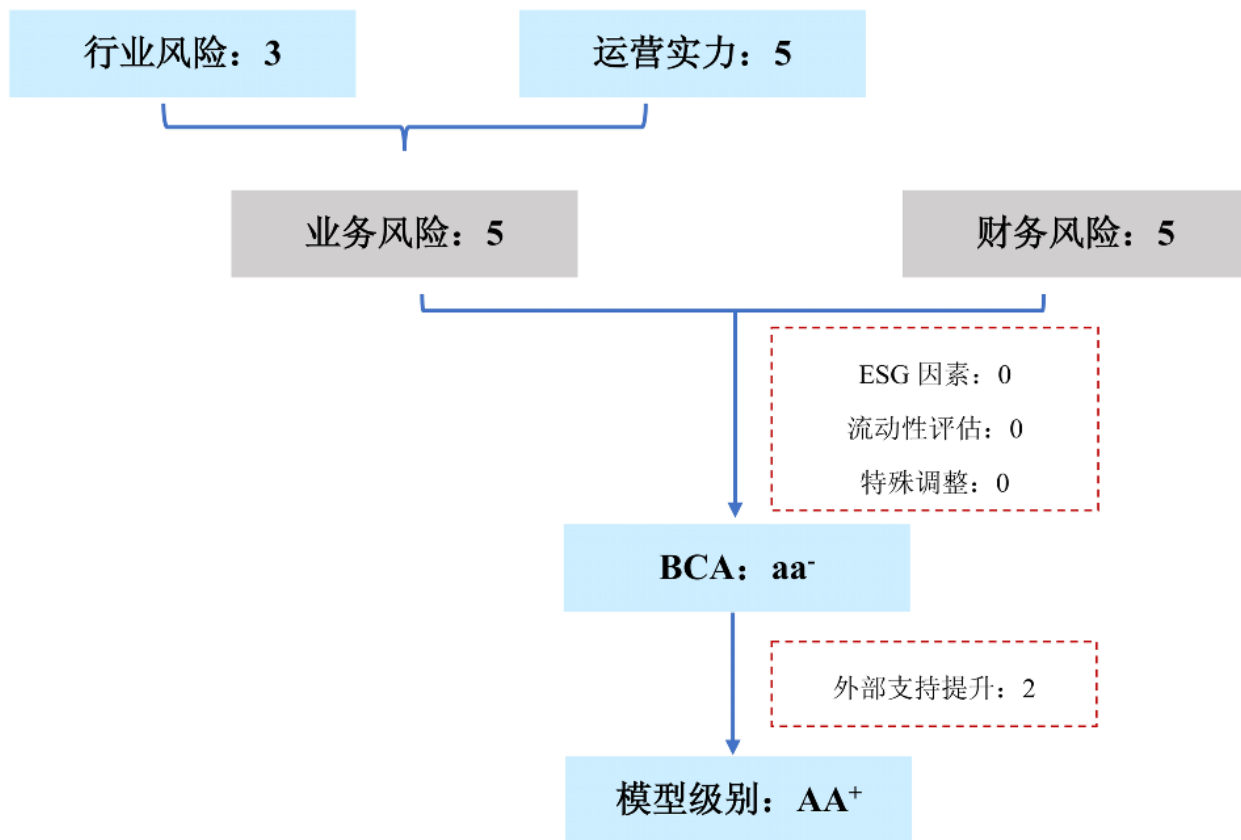 行业风险：3
运营实力：5
业务风险：5
财务风险：5
ESG 因素：0
流动性评估：0
特殊调整：0
BCA：aa⁻
外部支持提升：2
模型级别：AA⁺